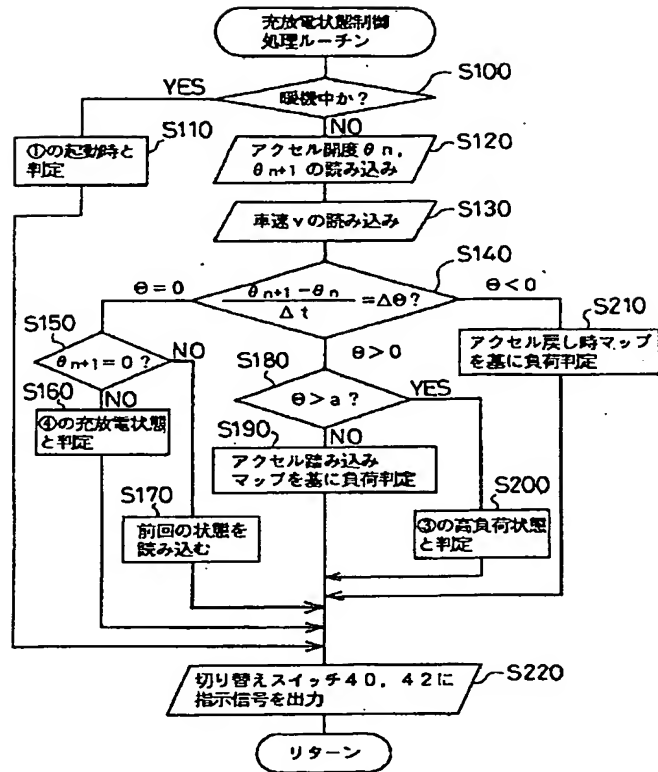 充放電状態制御
処理ルーチン
S100
YES
暖機中か?
NO
S110
①の起動時と
判定
S120
アクセル開度θn,
θn+1の読み込み
S130
車速vの読み込み
S140
Θ=0
θn+1-θn
Δt
=ΔΘ?
Θ<0
S210
アクセル戻し時マップ
を基に負荷判定
S150
θn+1=0?
NO
Θ>0
S180
Θ>a?
YES
S160
NO
④の充放電状態
と判定
S190
NO
アクセル踏み込み
マップを基に負荷判定
S170
前回の状態を
読み込む
S200
③の高負荷状態
と判定
切り替えスイッチ40,42に
指示信号を出力
S220
リターン